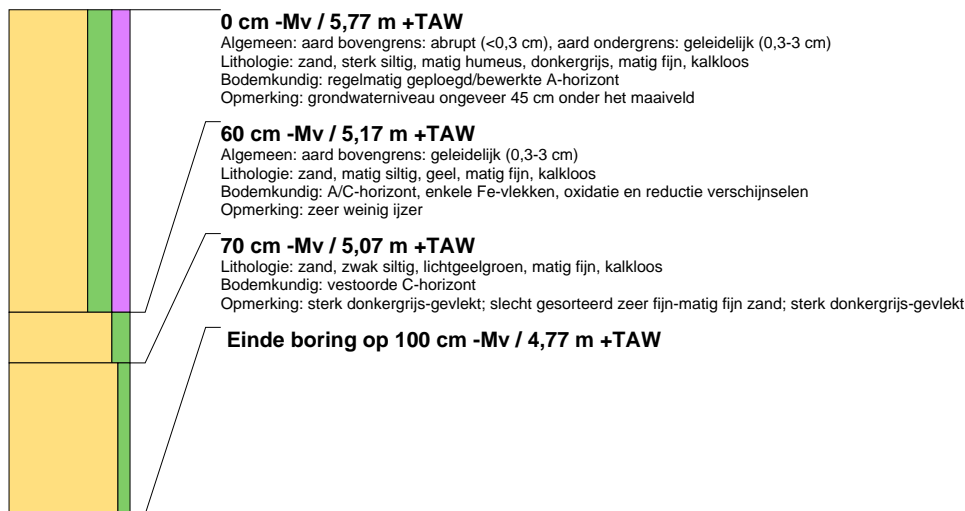 0 cm -Mv / 5,77 m +TAW
Algemeen: aard bovengrens: abrupt (<0,3 cm), aard ondergrens: geleidelijk (0,3-3 cm)
Lithologie: zand, sterk siltig, matig humeus, donkergrijs, matig fijn, kalkloos
Bodemkundig: regelmatig geploegd/bewerkte A-horizont
Opmerking: grondwaterniveau ongeveer 45 cm onder het maaiveld
60 cm -Mv / 5,17 m +TAW
Algemeen: aard bovengrens: geleidelijk (0,3-3 cm)
Lithologie: zand, matig siltig, geel, matig fijn, kalkloos
Bodemkundig: A/C-horizont, enkele Fe-vlekken, oxidatie en reductie verschijnselen
Opmerking: zeer weinig ijzer
70 cm -Mv / 5,07 m +TAW
Lithologie: zand, zwak siltig, lichtgeelgroen, matig fijn, kalkloos
Bodemkundig: vestoorde C-horizont
Opmerking: sterk donkergrijs-gevlekt; slecht gesorteerd zeer fijn-matig fijn zand; sterk donkergrijs-gevlekt
Einde boring op 100 cm -Mv / 4,77 m +TAW